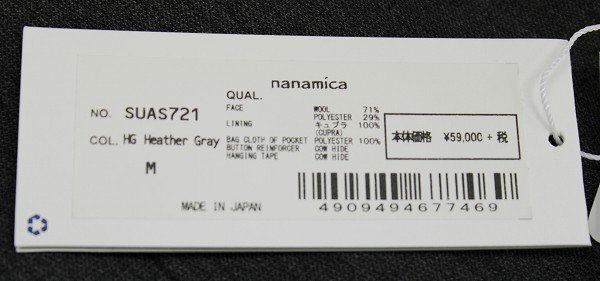 nanamica
QUAL.
NO. SUAS721
COL. HG Heather Gray
M
FACE WOOL 71%
POLYESTER 29%
LINING キュプラ 100%
(CUPRA)
BAG CLOTH OF POCKET POLYESTER 100%
BUTTON REINFORCER COW HIDE
HANGING TAPE COW HIDE
本体価格 ¥59,000 + 税
MADE IN JAPAN
4909494677469